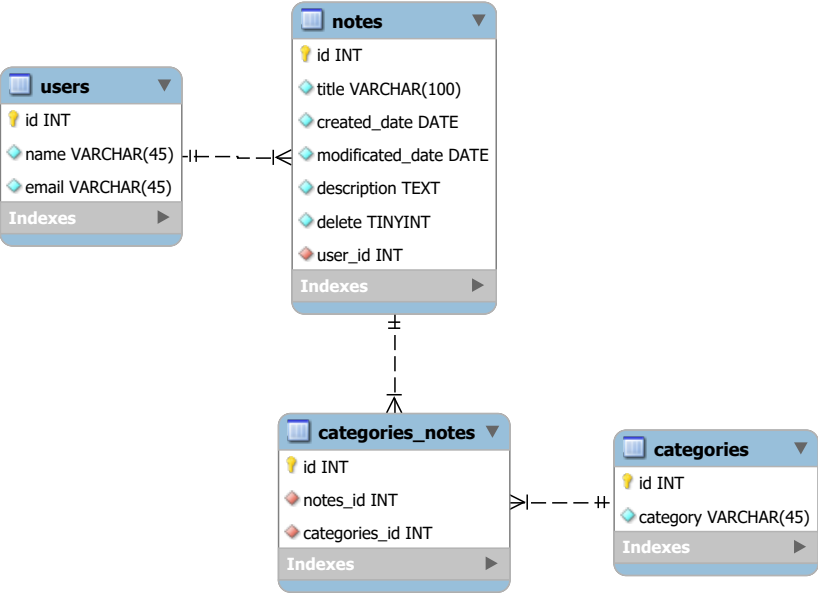 notes
id INT
title VARCHAR(100)
created_date DATE
modificated_date DATE
description TEXT
delete TINYINT
user_id INT
Indexes
users
id INT
name VARCHAR(45)
email VARCHAR(45)
Indexes
categories_notes
id INT
notes_id INT
categories_id INT
Indexes
categories
id INT
category VARCHAR(45)
Indexes